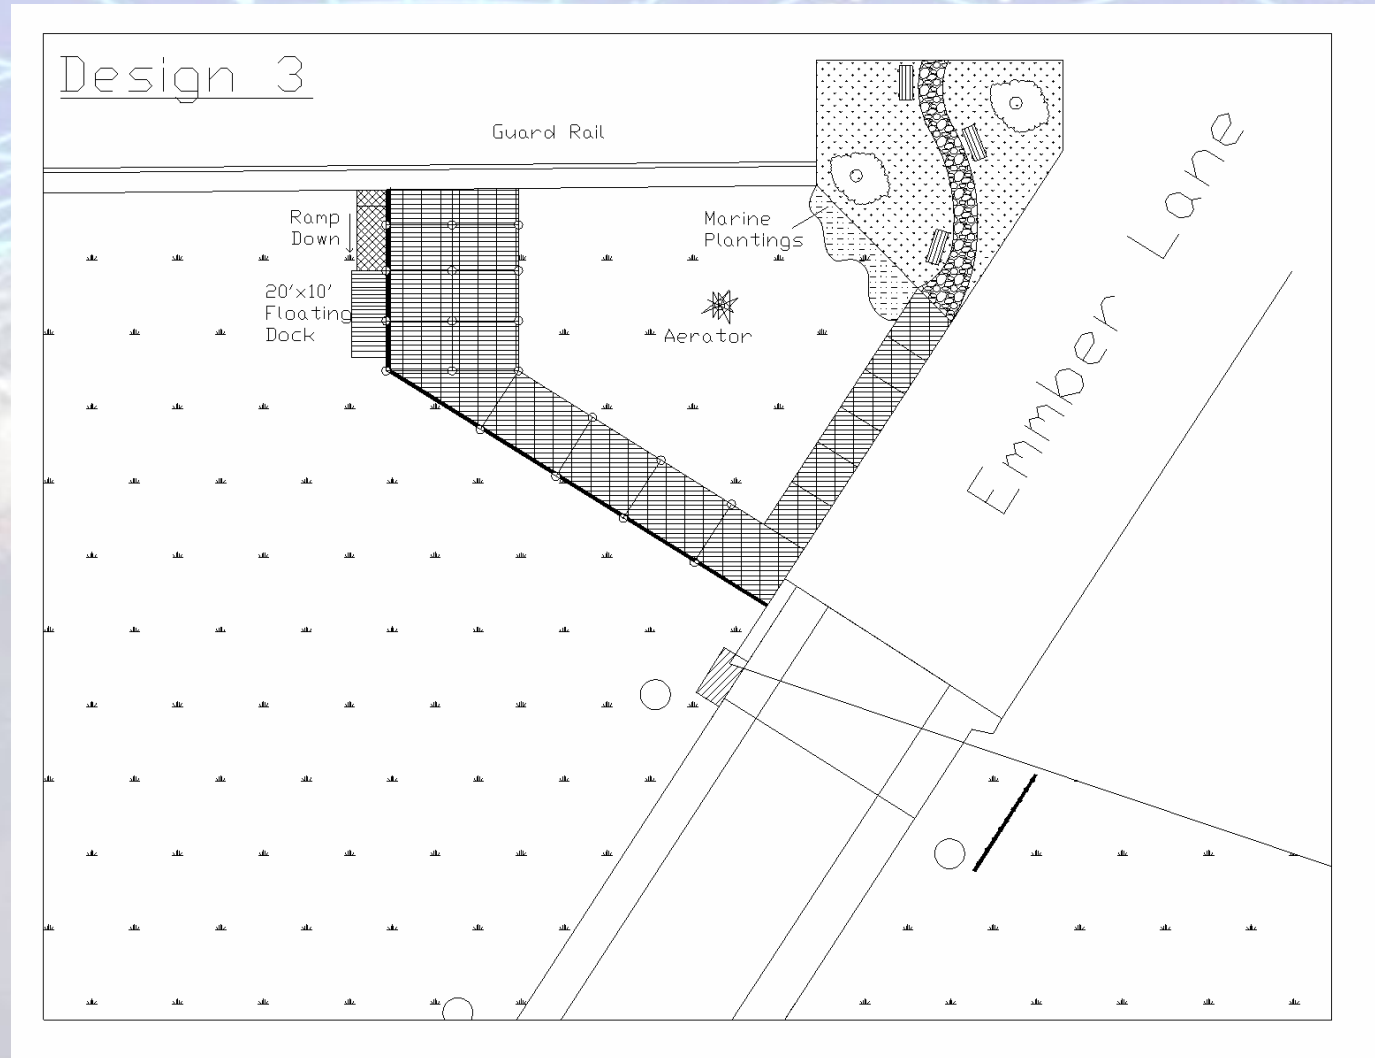 Design 3
Guard Rail
Ramp
Down
Marine
Plantings
20'x10'
Floating
Dock
Aerator
Emmber Lane